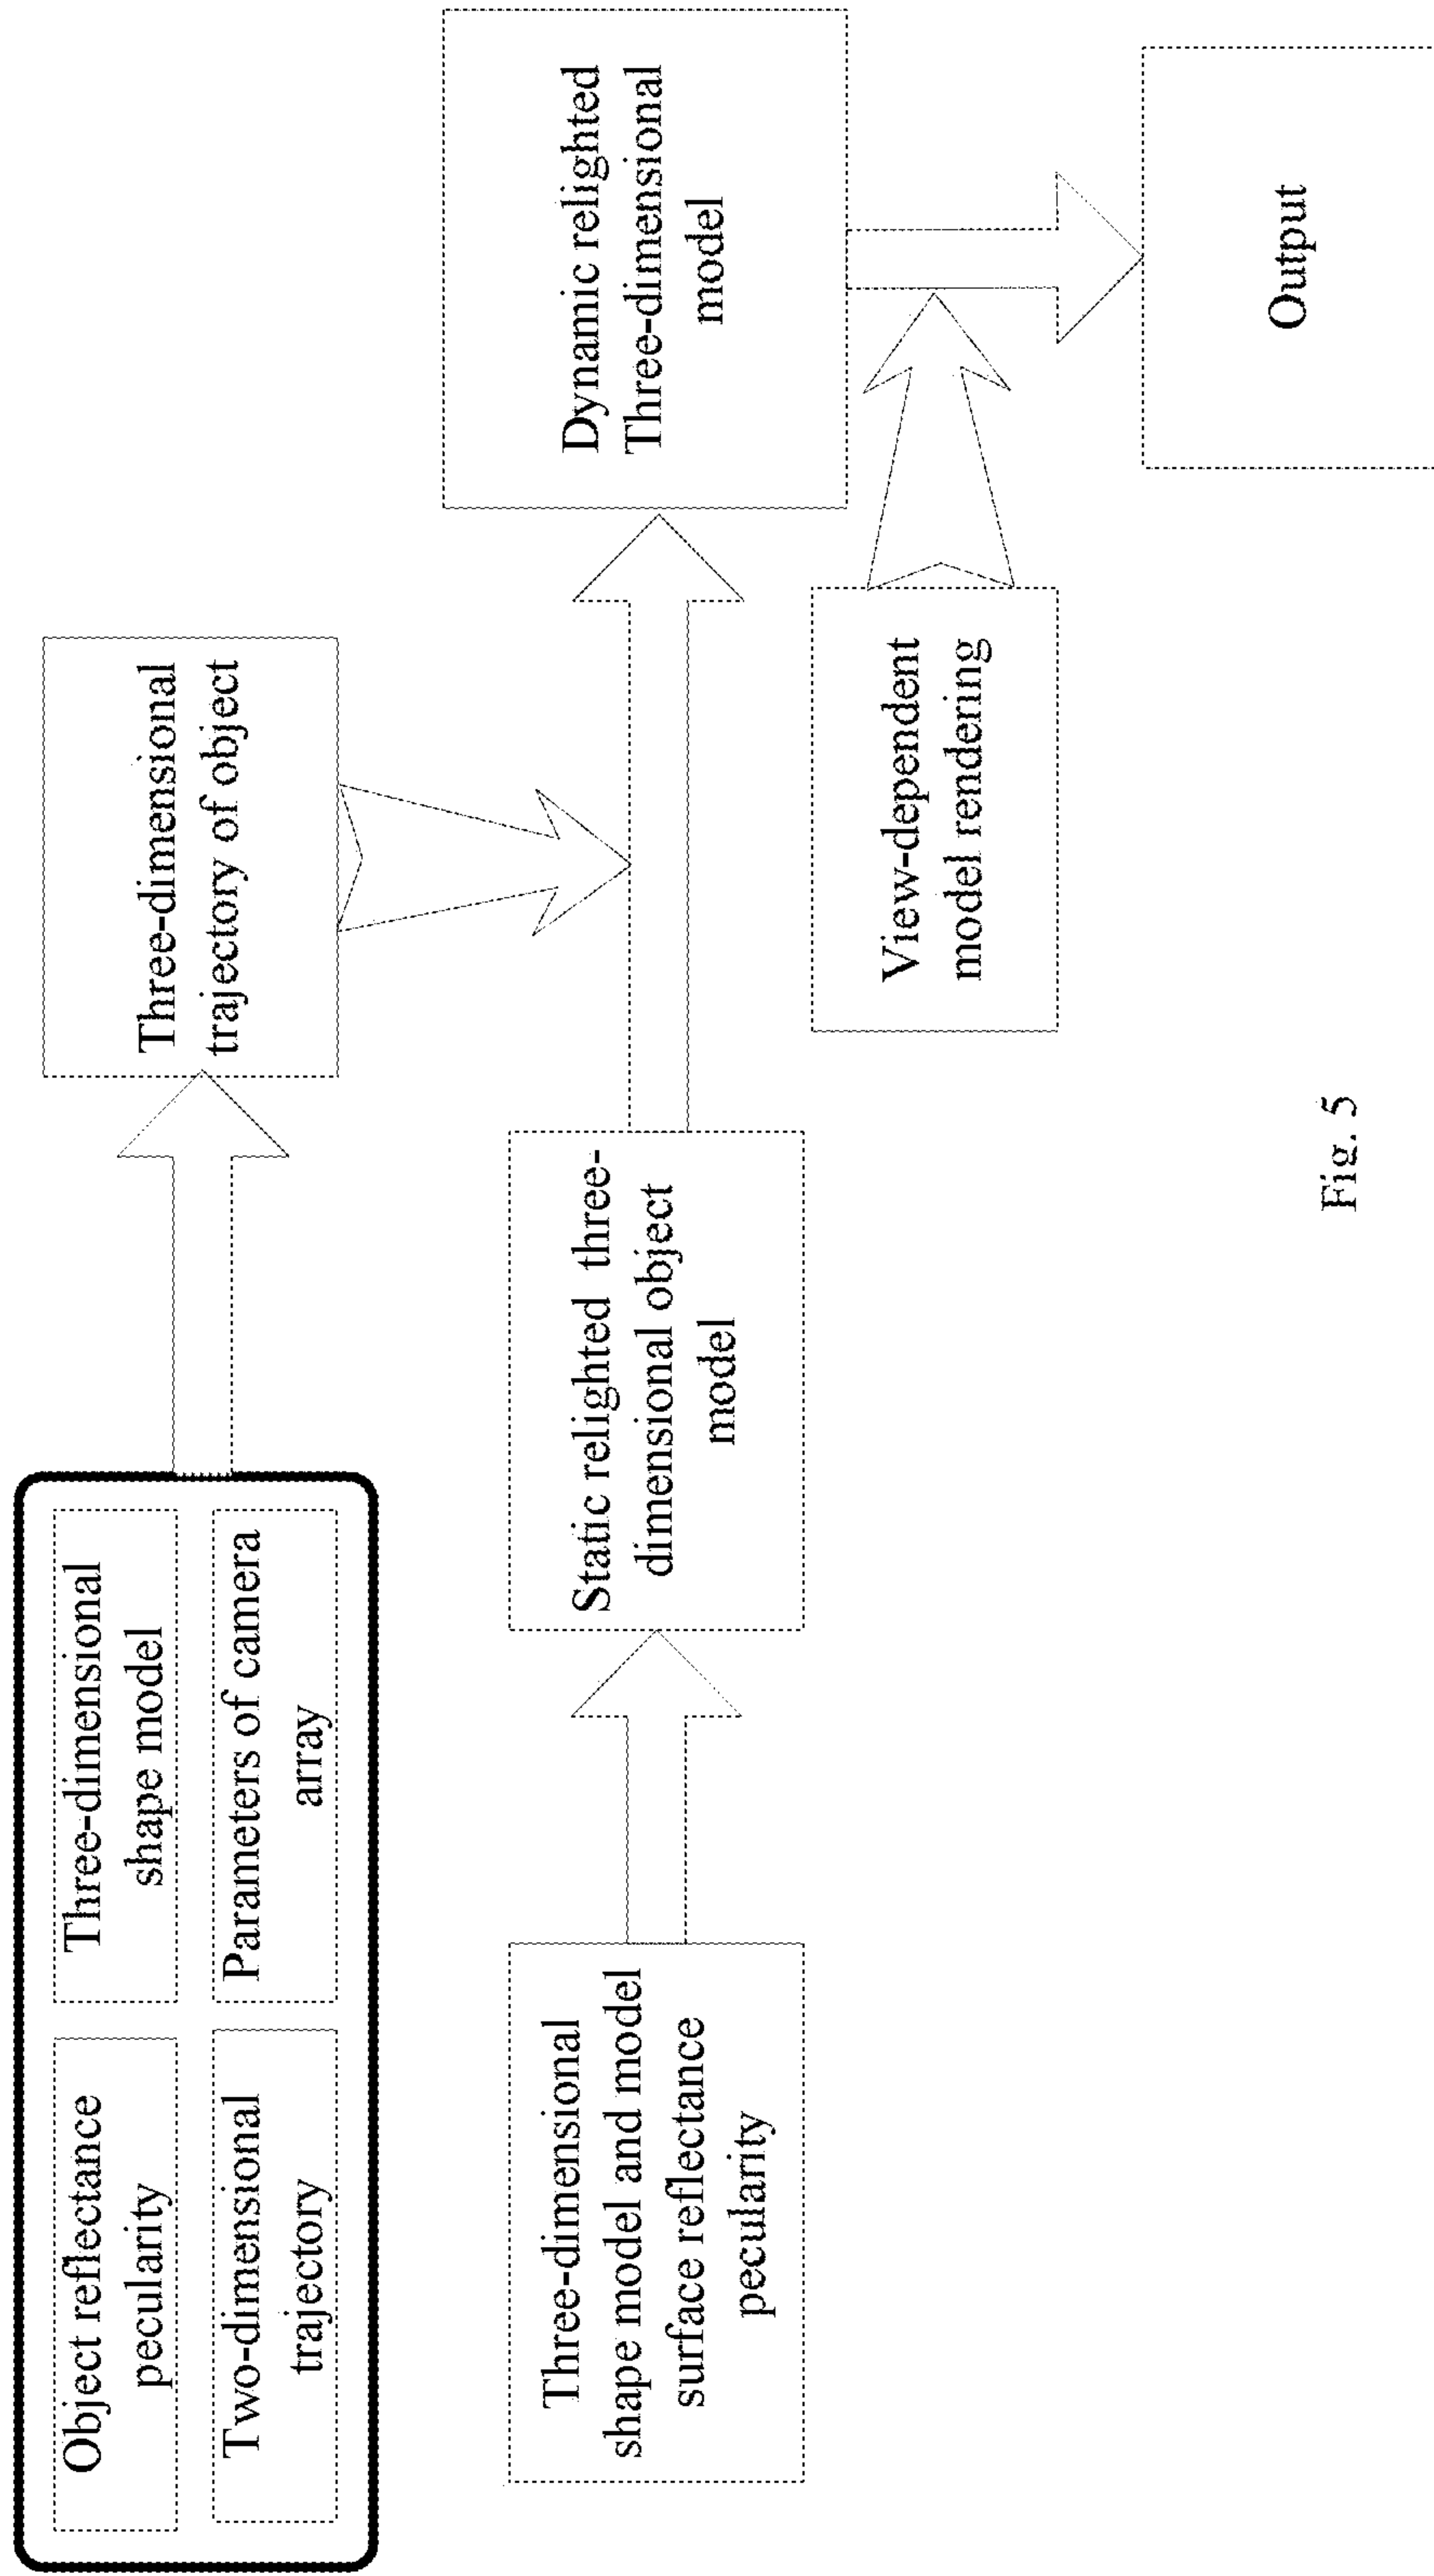 Object reflectance
pecularity
Three-dimensional
shape model
Two-dimensional
trajectory
Parameters of camera
array
Three-dimensional
trajectory of object
Three-dimensional
shape model and model
surface reflectance
pecularity
Static relighted three-
dimensional object
model
Dynamic relighted
Three-dimensional
model
View-dependent
model rendering
Output
Fig. 5